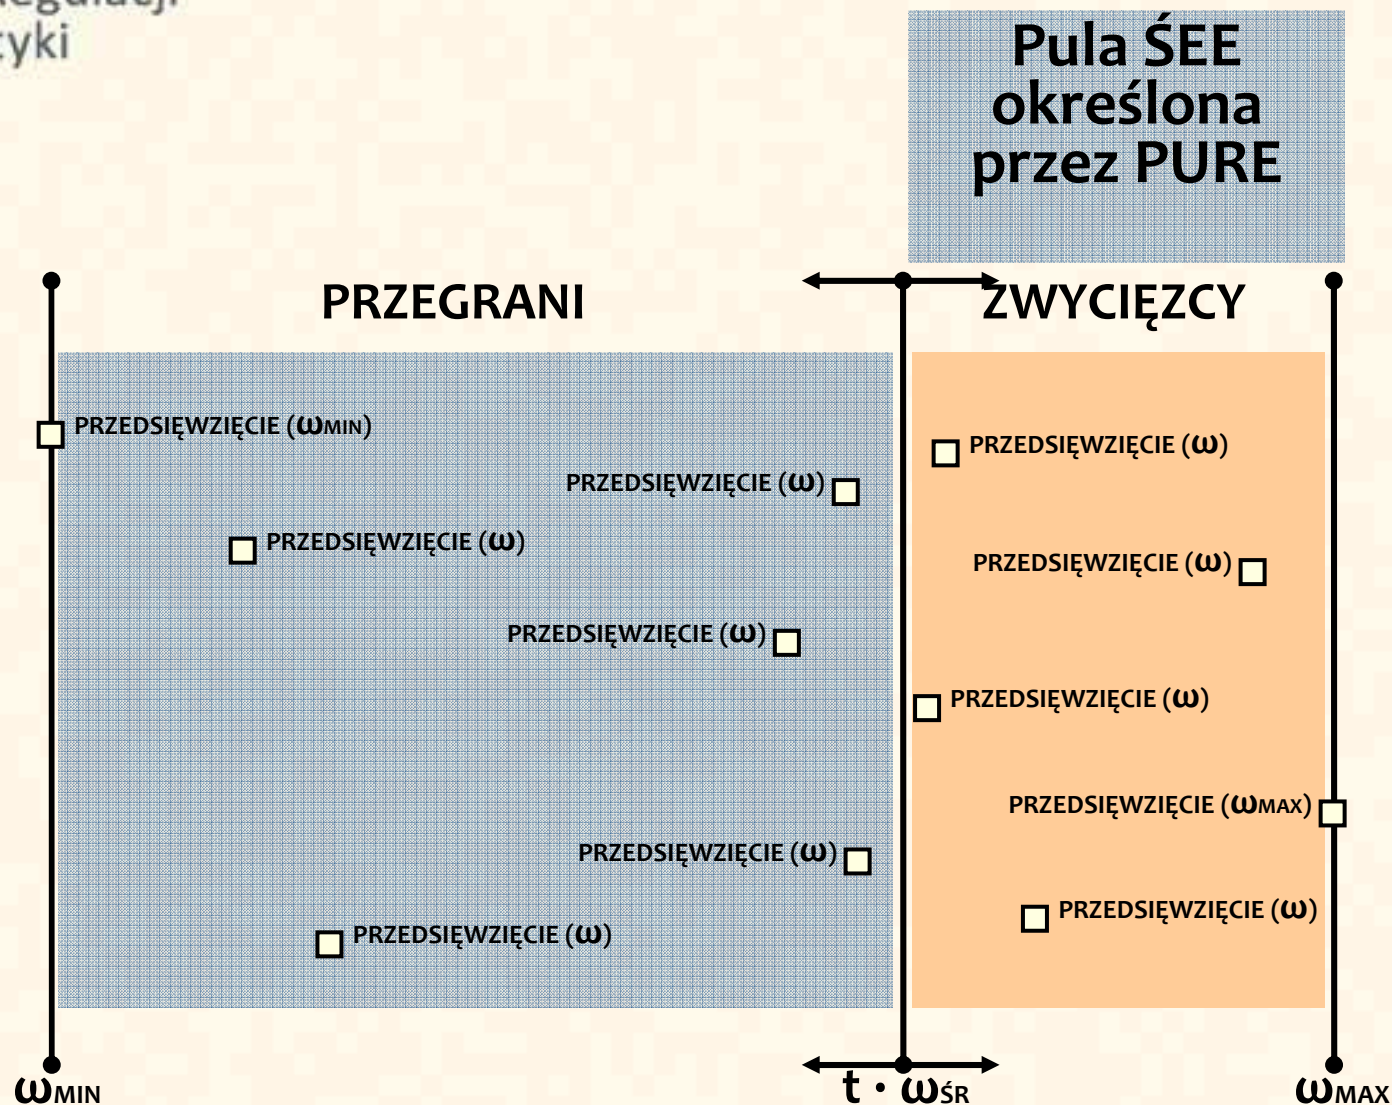 tyki
Pula ŚEE
określona
przez PURE
PRZEGRANI
ZWYCIĘZCY
PRZEDSIĘWZIĘCIE (ωMIN)
PRZEDSIĘWZIĘCIE (ω)
PRZEDSIĘWZIĘCIE (ω)
PRZEDSIĘWZIĘCIE (ω)
PRZEDSIĘWZIĘCIE (ω)
PRZEDSIĘWZIĘCIE (ω)
PRZEDSIĘWZIĘCIE (ω)
PRZEDSIĘWZIĘCIE (ω)
PRZEDSIĘWZIĘCIE (ωMAX)
PRZEDSIĘWZIĘCIE (ω)
PRZEDSIĘWZIĘCIE (ω)
ωMIN
t · ωŚR
ωMAX